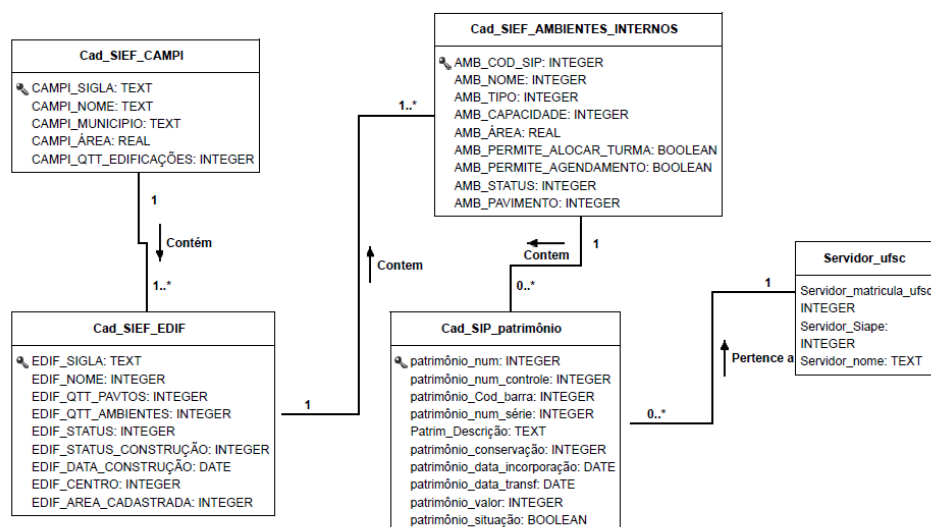 Cad_SIEF_CAMPI
CAMPI_SIGLA: TEXT
CAMPI_NOME: TEXT
CAMPI_MUNICIPIO: TEXT
CAMPI_ÁREA: REAL
CAMPI_QTT_EDIFICAÇÕES: INTEGER
1
Contém
1..*
Cad_SIEF_EDIF
EDIF_SIGLA: TEXT
EDIF_NOME: INTEGER
EDIF_QTT_PAVTOS: INTEGER
EDIF_QTT_AMBIENTES: INTEGER
EDIF_STATUS: INTEGER
EDIF_STATUS_CONSTRUÇÃO: INTEGER
EDIF_DATA_CONSTRUÇÃO: DATE
EDIF_CENTRO: INTEGER
EDIF_AREA_CADASTRADA: INTEGER
1
Contem
1..*
Cad_SIEF_AMBIENTES_INTERNOS
AMB_COD_SIP: INTEGER
AMB_NOME: INTEGER
AMB_TIPO: INTEGER
AMB_CAPACIDADE: INTEGER
AMB_ÁREA: REAL
AMB_PERMITE_ALOCAR_TURMA: BOOLEAN
AMB_PERMITE_AGENDAMENTO: BOOLEAN
AMB_STATUS: INTEGER
AMB_PAVIMENTO: INTEGER
1
Contem
0..*
Cad_SIP_patrimônio
patrimônio_num: INTEGER
patrimônio_num_controle: INTEGER
patrimônio_Cod_barra: INTEGER
patrimônio_num_série: INTEGER
Patrim_Descrição: TEXT
patrimônio_conservação: INTEGER
patrimônio_data_incorporação: DATE
patrimônio_data_transf: DATE
patrimônio_valor: INTEGER
patrimônio_situação: BOOLEAN
0..*
Pertence a
1
Servidor_ufsc
Servidor_matricula_ufsc
INTEGER
Servidor_Siape:
INTEGER
Servidor_nome: TEXT